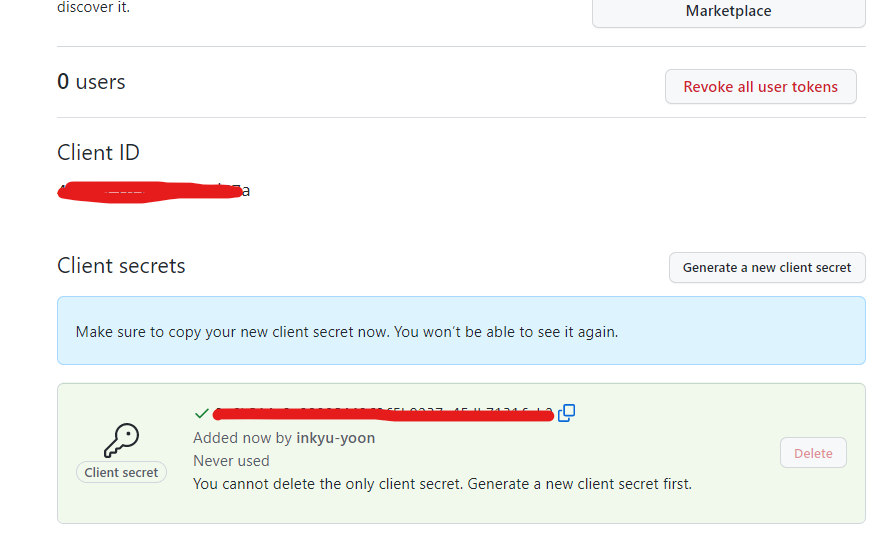 discover it.
Marketplace
0 users
Revoke all user tokens
Client ID
Client secrets
Generate a new client secret
Make sure to copy your new client secret now. You won't be able to see it again.
Added now by inkyu-yoon
Never used
Client secret
Delete
You cannot delete the only client secret. Generate a new client secret first.